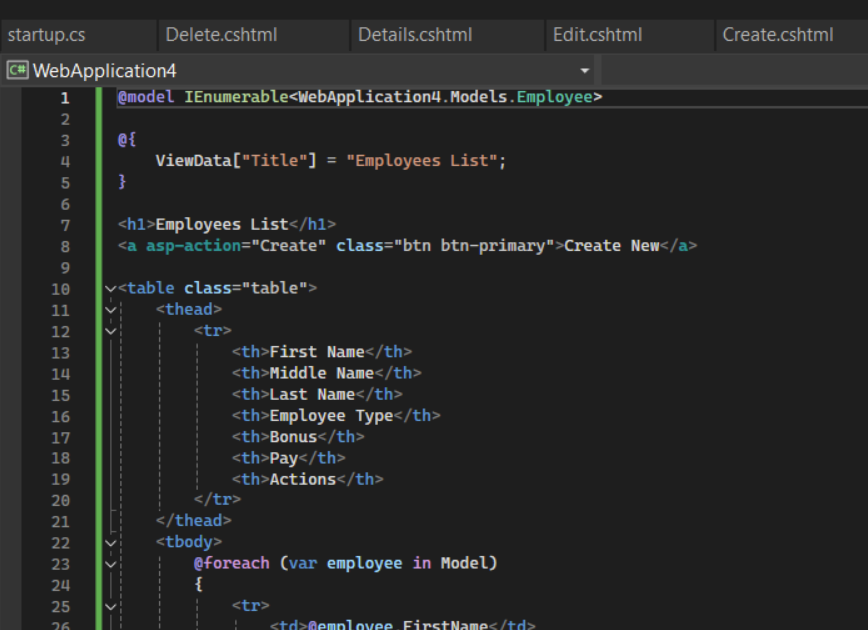 startup.cs Delete.cshtml Details.cshtml Edit.cshtml Create.cshtml
C# WebApplication4
1 @model IEnumerable<WebApplication4.Models.Employee>
2
3 @{
4 ViewData["Title"] = "Employees List";
5 }
6
7 <h1>Employees List</h1>
8 <a asp-action="Create" class="btn btn-primary">Create New</a>
9
10 <table class="table">
11 <thead>
12 <tr>
13 <th>First Name</th>
14 <th>Middle Name</th>
15 <th>Last Name</th>
16 <th>Employee Type</th>
17 <th>Bonus</th>
18 <th>Pay</th>
19 <th>Actions</th>
20 </tr>
21 </thead>
22 <tbody>
23 @foreach (var employee in Model)
24 {
25 <tr>
26 <td>@employee.FirstName</td>